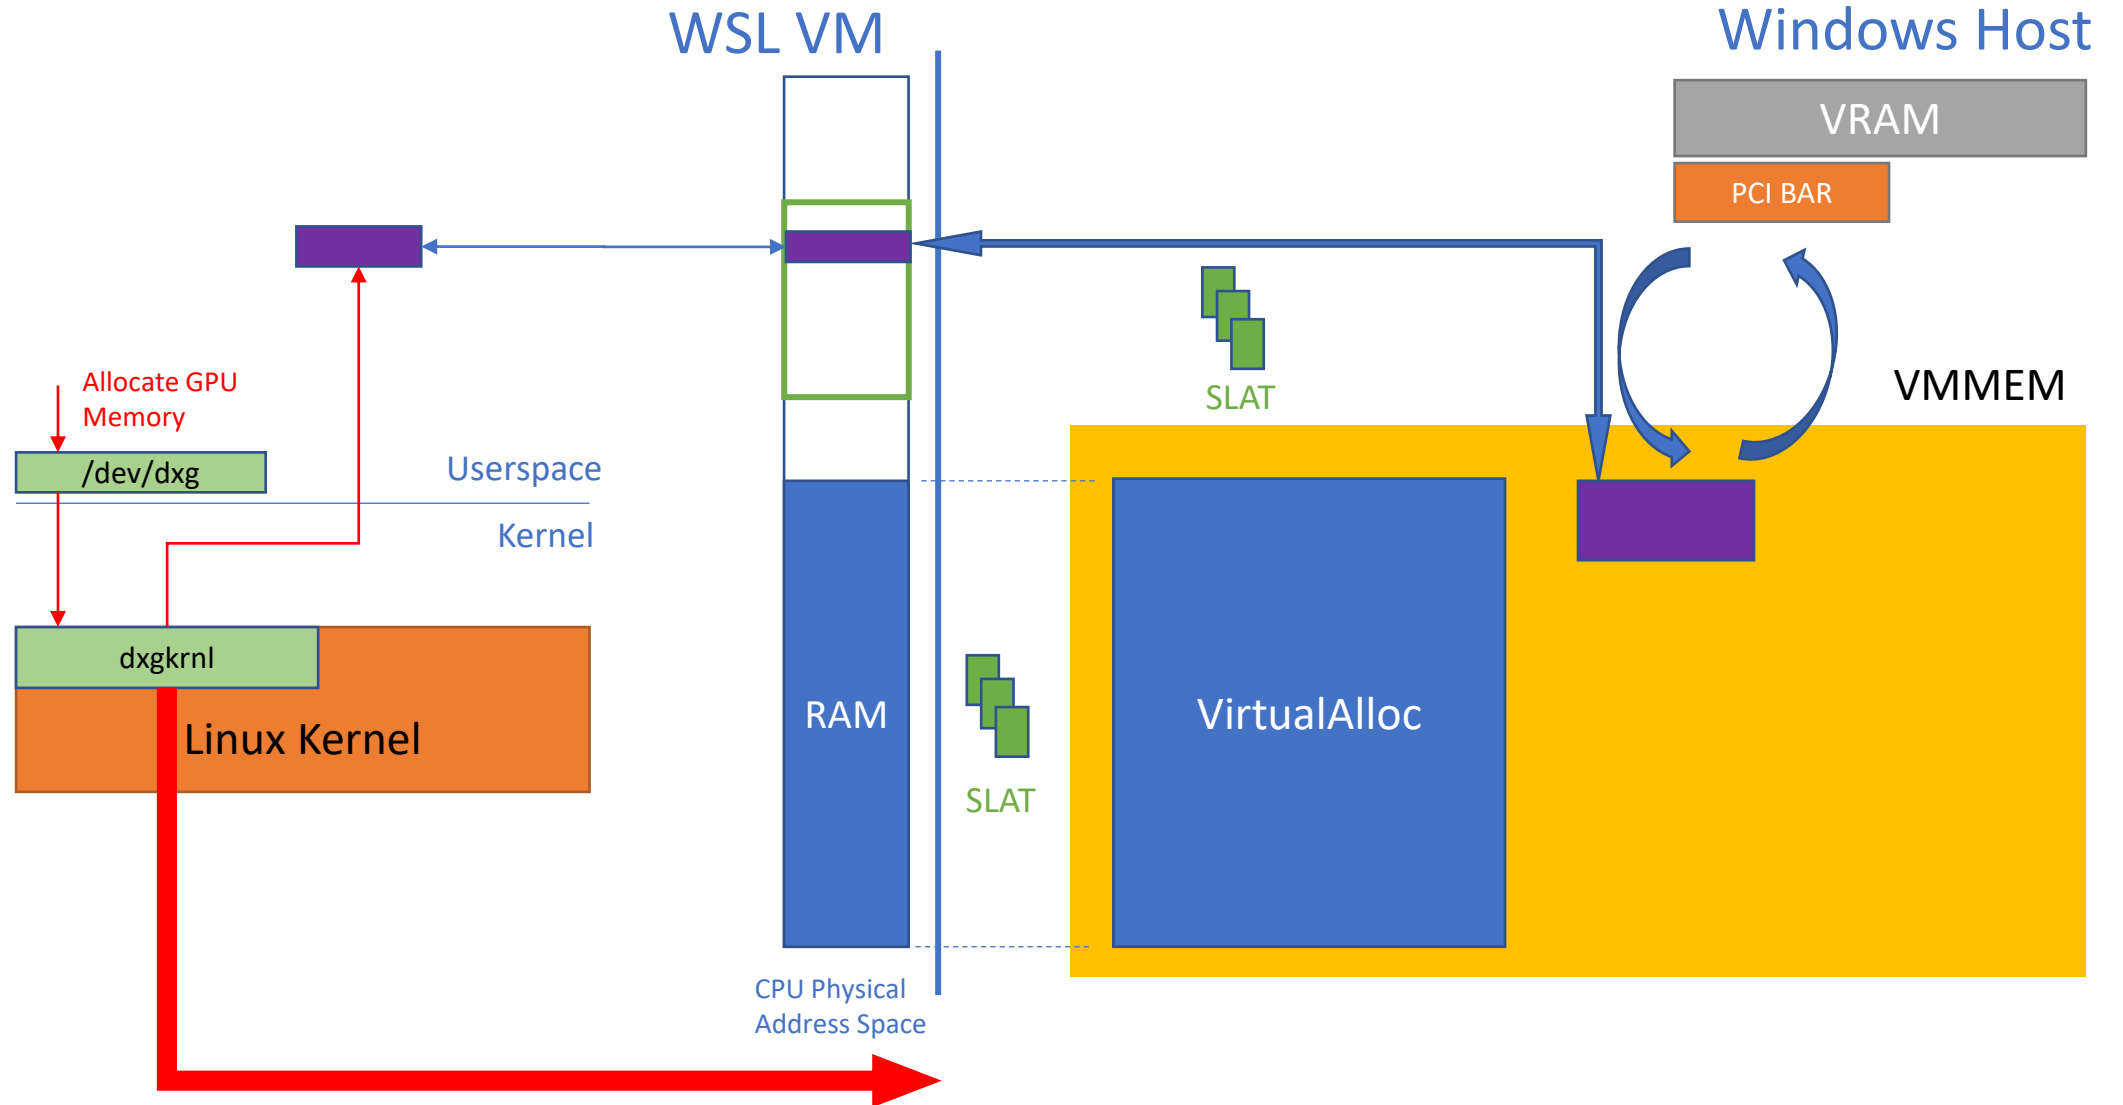 WSL VM
Windows Host
VRAM
PCI BAR
Allocate GPU
Memory
/dev/dxg
Userspace
Kernel
SLAT
VMMEM
dxgkrnl
Linux Kernel
RAM
SLAT
VirtualAlloc
CPU Physical
Address Space